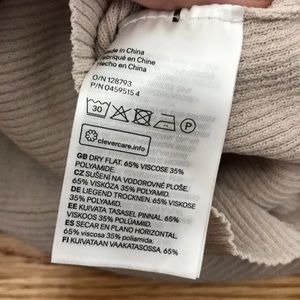 Made in China
Fabriqué en Chine
Hecho en China
O/N 128793
P/N 0459515 4
30
clevercare.info
GB DRY FLAT. 65% VISCOSE 35%
POLYAMIDE.
CZ SUŠENÍ NA VODOROVNÉ PLOŠE.
65% VISKÓZA 35% POLYAMID.
DE LIEGEND TROCKNEN. 65% VISKOSE
35% POLYAMID.
EE KUIVATA TASASEL PINNAL. 65%
VISKOOS 35% POLÜAMIID.
ES SECAR EN PLANO HORIZONTAL.
65% viscosa 35% poliamida.
FI KUIVATAAN VAAKATASOSSA. 65%